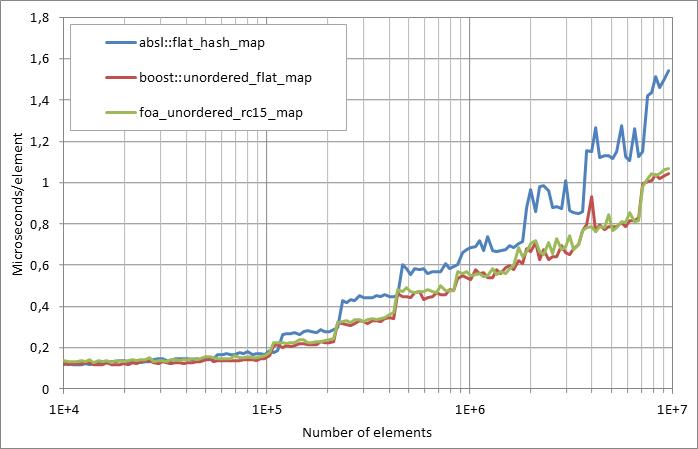 1,8
1,6
1,4
1,2
1
0,8
0,6
0,4
0,2
0
Microseconds/element
absl::flat_hash_map
boost::unordered_flat_map
foa_unordered_rc15_map
1E+4
1E+5
1E+6
1E+7
Number of elements